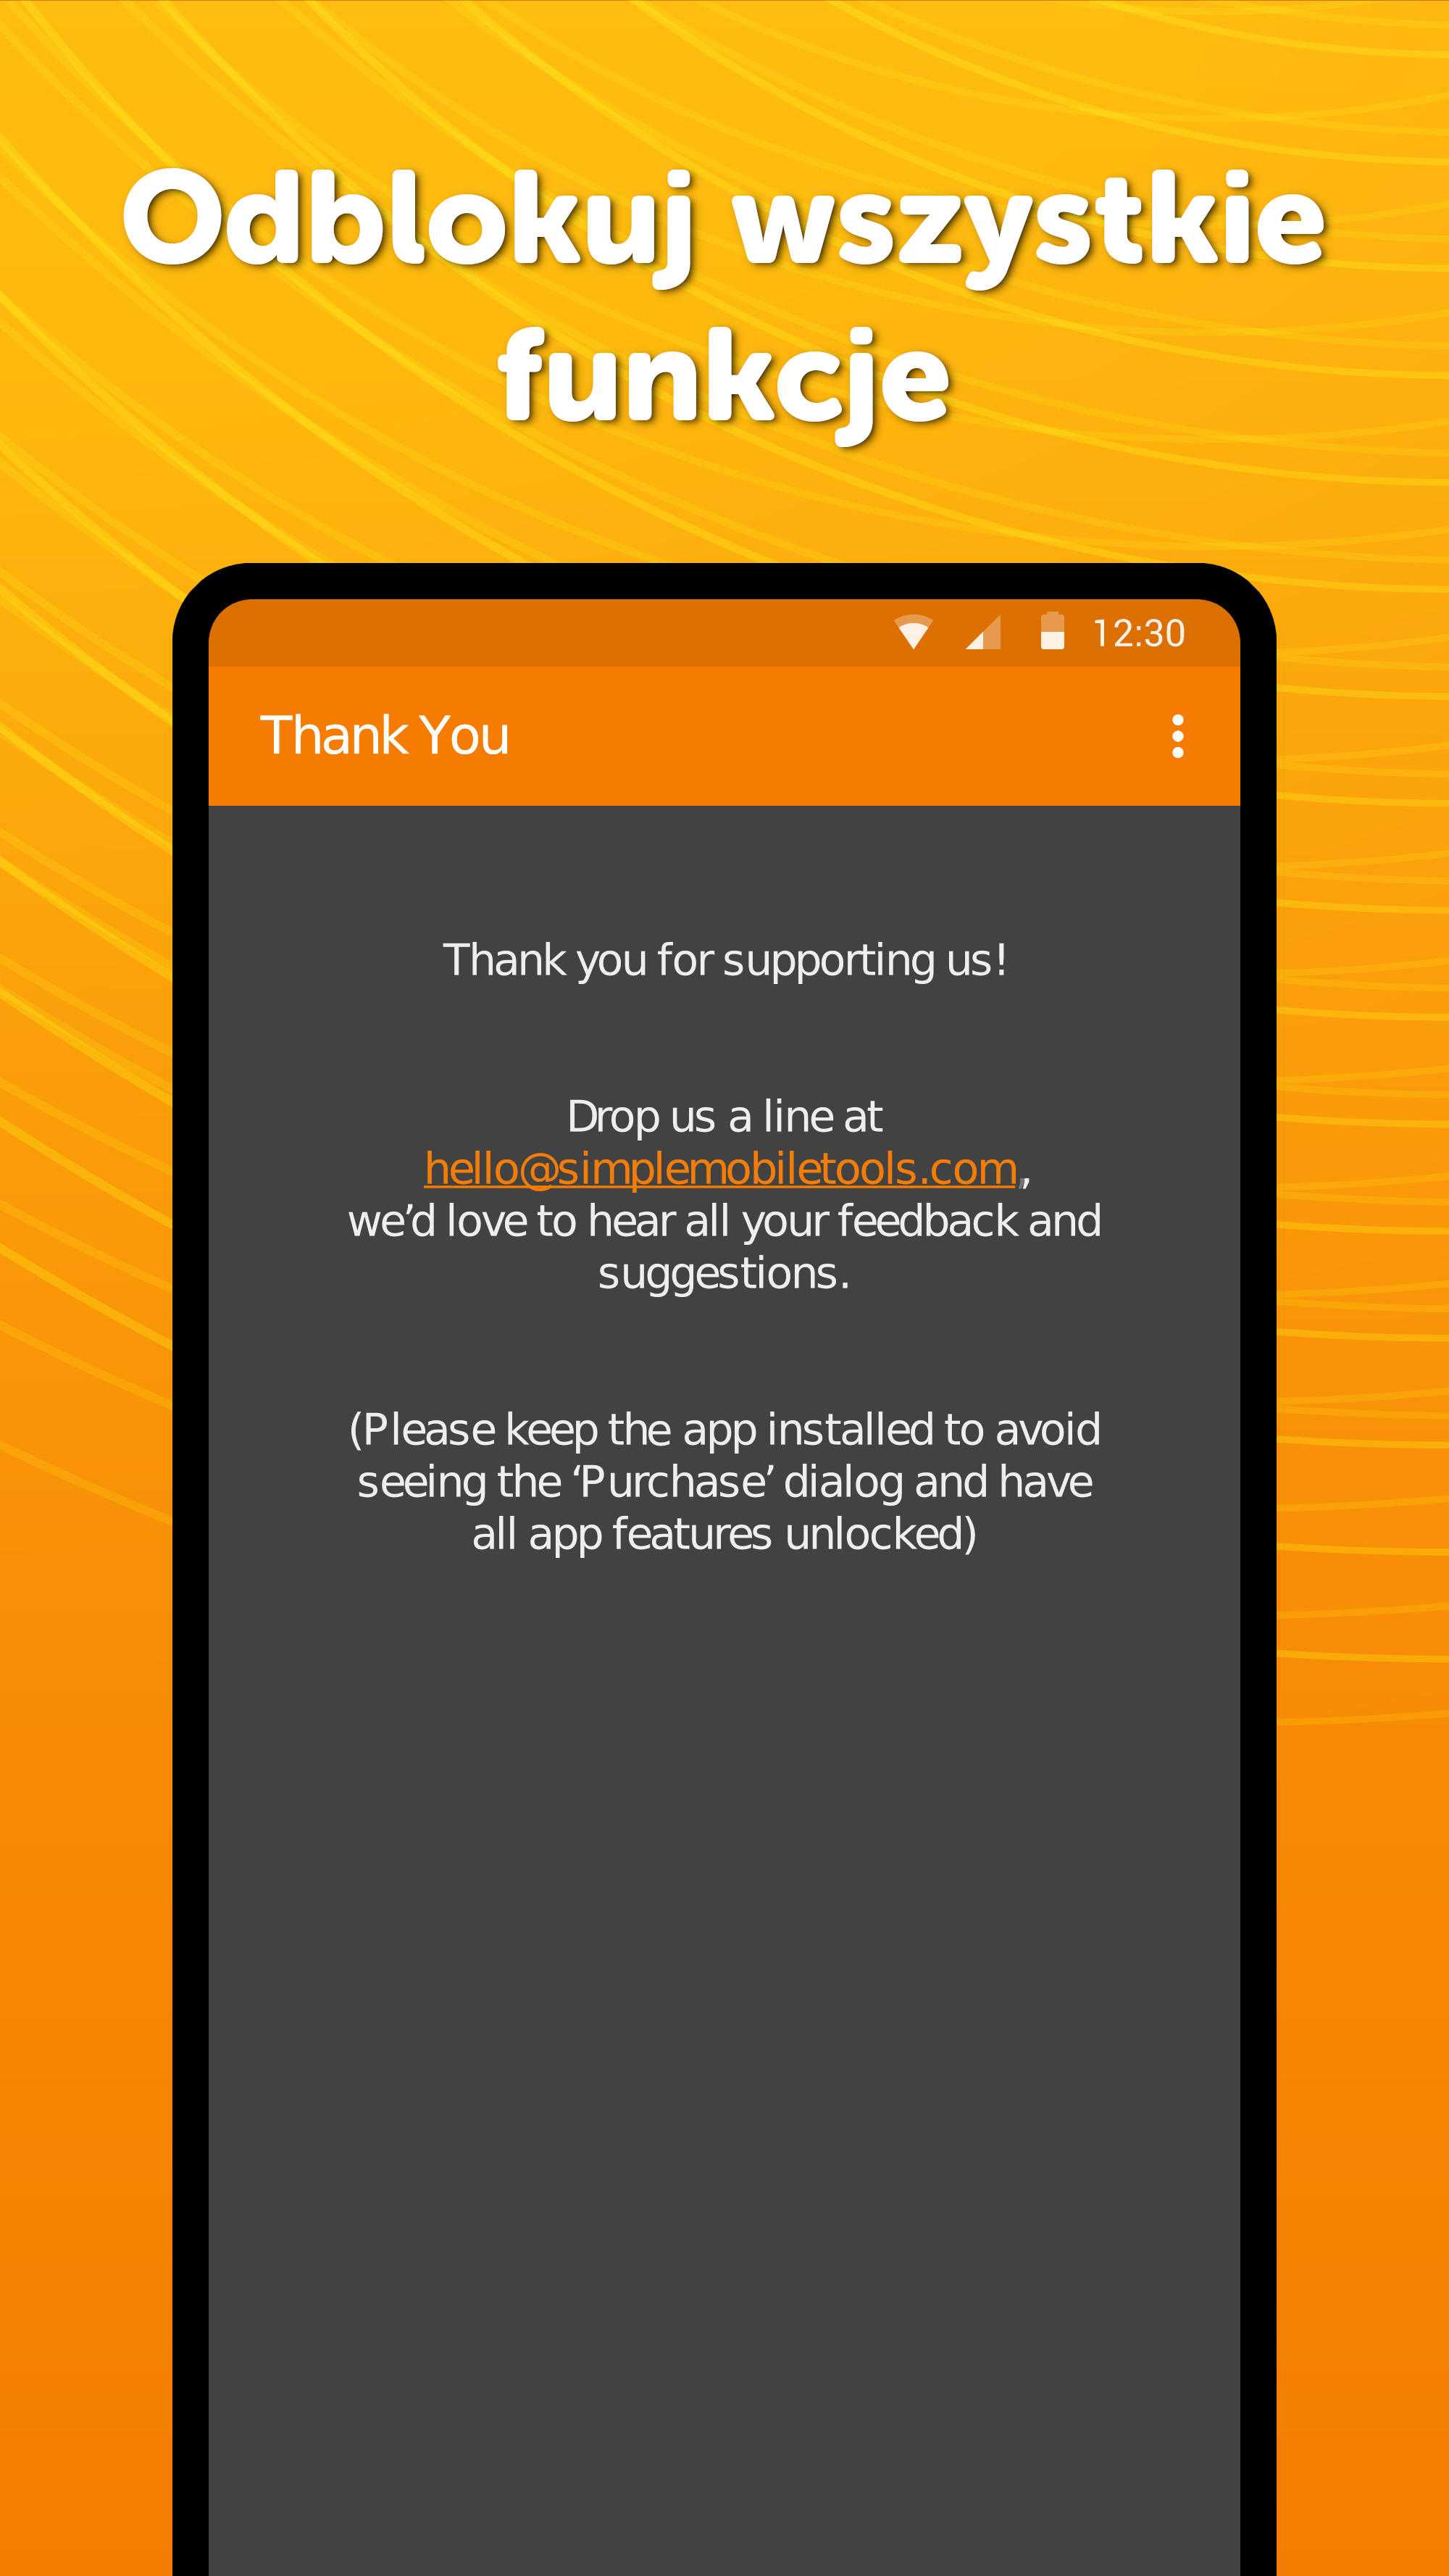 Odblokuj wszystkie
funkcje
12:30
Thank You
Thank you for supporting us!
Drop us a line at
hello@simplemobiletools.com,
we’d love to hear all your feedback and
suggestions.
(Please keep the app installed to avoid
seeing the ‘Purchase’ dialog and have
all app features unlocked)